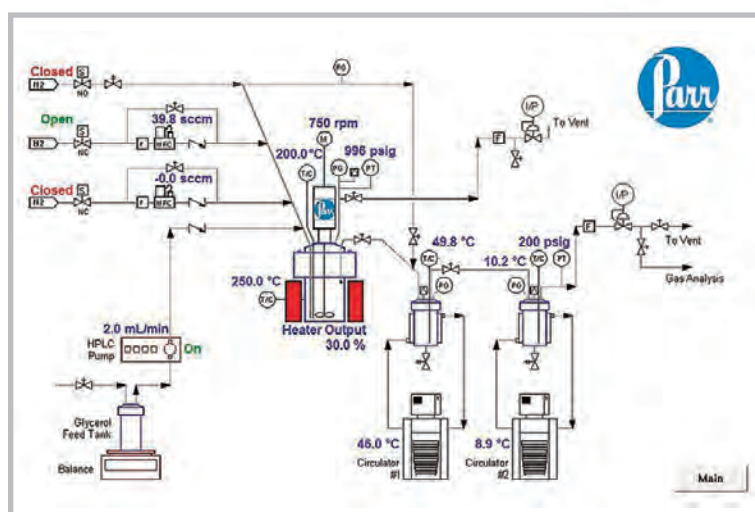 Closed
S
N2
NO
PG
Parr
®
Open
S
39.8 sccm
H2
F
MFC
NC
750 rpm
M
200.0 °C
T/C
996 psig
PG
PT
I/P
To Vent
F
Closed
S
-0.0 sccm
N2
F
MFC
NC
Parr
I/P
49.8 °C
200 psig
F
T/C
10.2 °C
T/C
PT
To Vent
PG
PG
Gas Analysis
250.0 °C
T/C
Heater Output
30.0 %
2.0 mL/min
HPLC
Pump
On
Glycerol
Feed Tank
Balance
46.0 °C
Circulator
#1
8.9 °C
Circulator
#2
Main